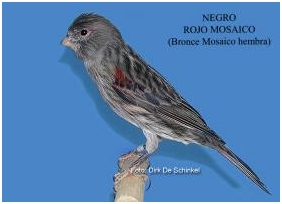 NEGRO
ROJO MOSAICO
(Bronce Mosaico hembra)
Foto: Dirk De Schinkel